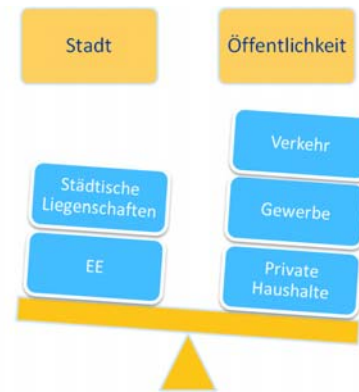 Stadt
Öffentlichkeit
Verkehr
Städtische
Liegenschaften
Gewerbe
EE
Private
Haushalte